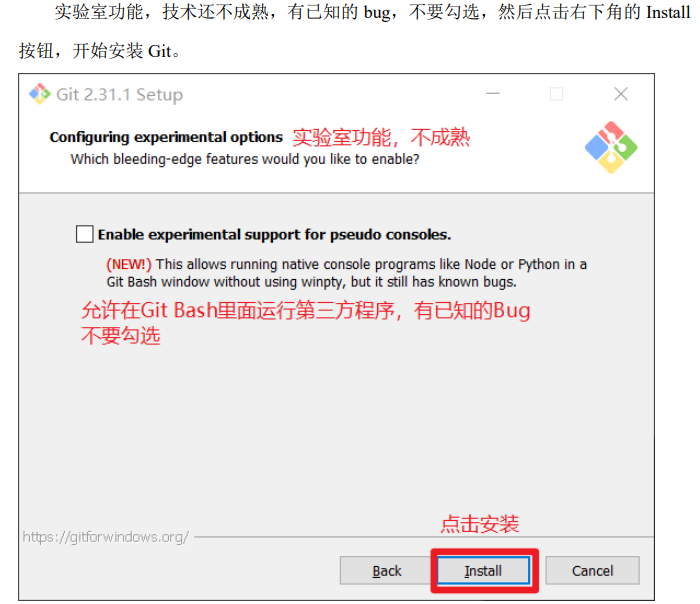 实验室功能，技术还不成熟，有已知的 bug，不要勾选，然后点击右下角的 Install
按钮，开始安装 Git。
Git 2.31.1 Setup
Configuring experimental options 实验室功能，不成熟
Which bleeding-edge features would you like to enable?
Enable experimental support for pseudo consoles.
(NEW!) This allows running native console programs like Node or Python in a
Git Bash window without using winpty, but it still has known bugs.
允许在Git Bash里面运行第三方程序，有已知的Bug
不要勾选
点击安装
https://gitforwindows.org/
Back Install Cancel